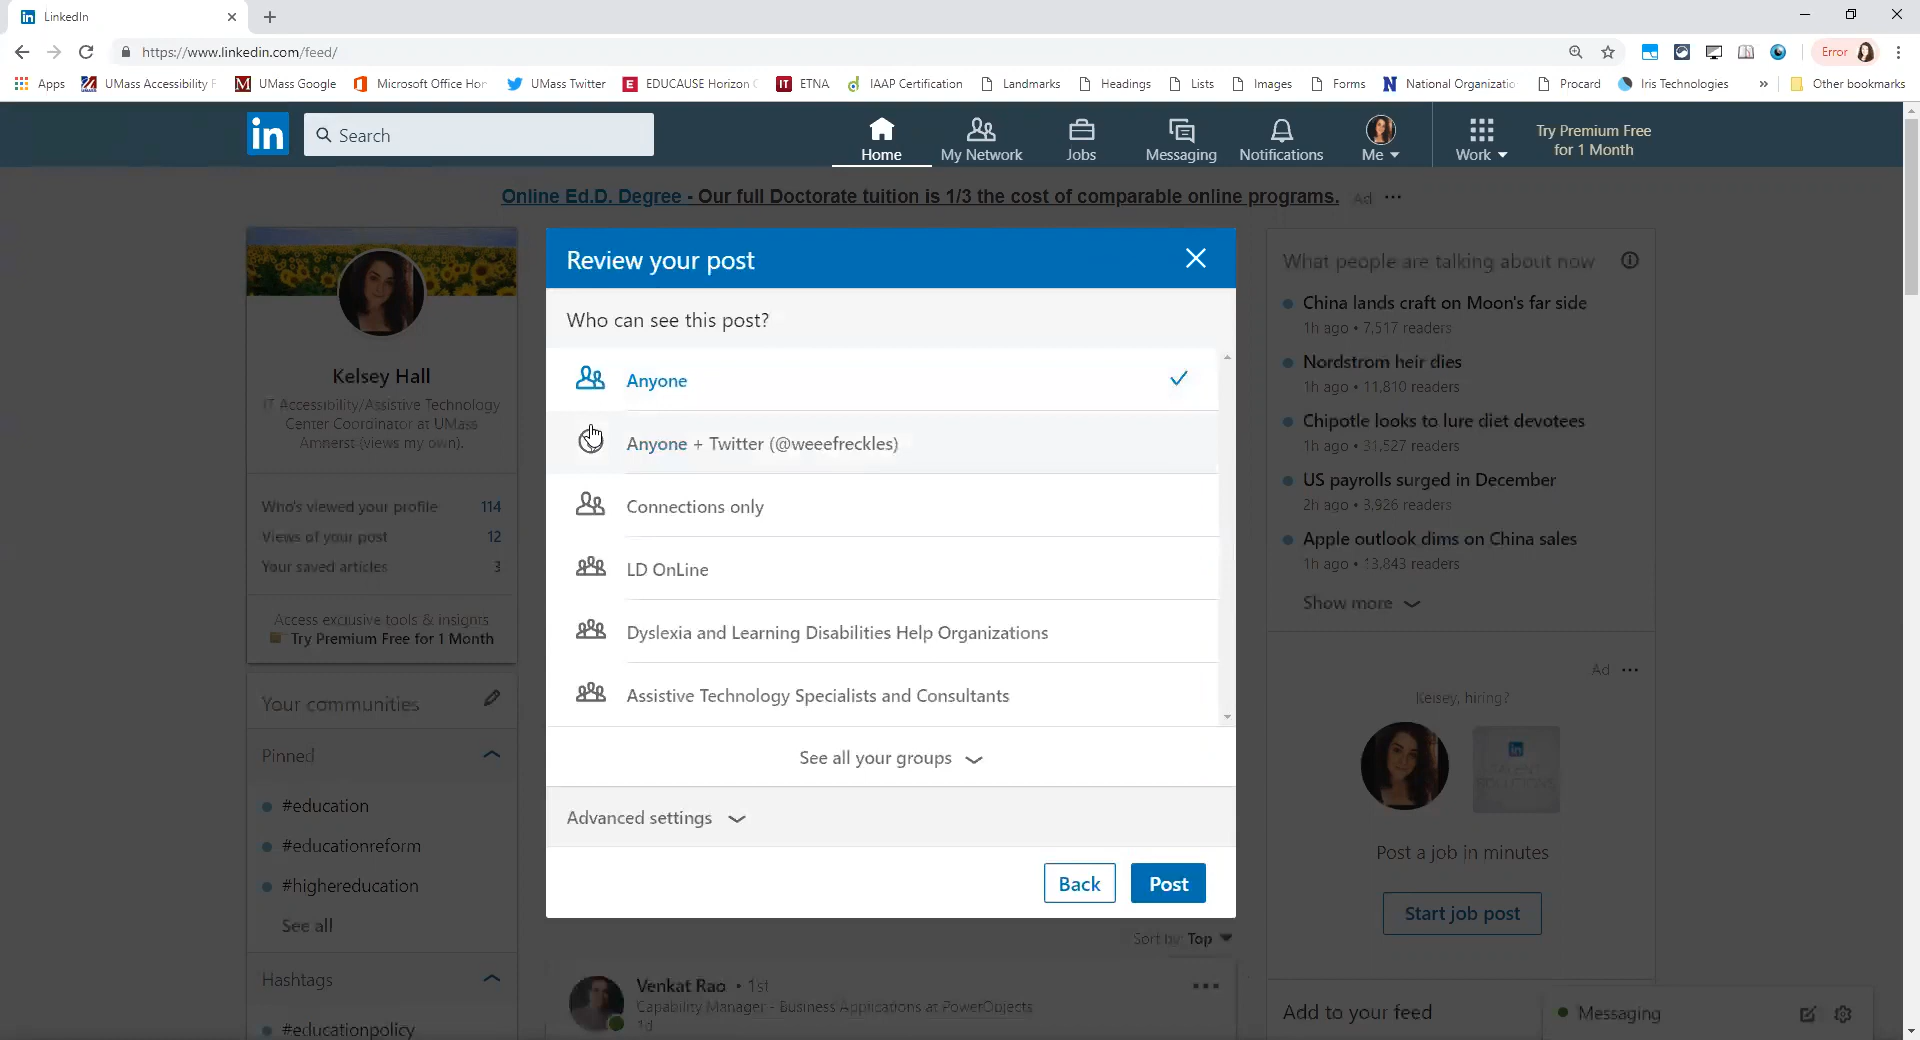 LinkedIn
https://www.linkedin.com/feed/
Error
Apps
UMass Accessibility
UMass Google
Microsoft Office Hon
UMass Twitter
EDUCAUSE Horizon
ETNA
IAAP Certification
Landmarks
Headings
Lists
Images
Forms
National Organizatio
Procard
Iris Technologies
»
Other bookmarks
in
Search
Home
My Network
Jobs
Messaging
Notifications
Me
Work
Try Premium Free
for 1 Month
Online Ed.D. Degree - Our full Doctorate tuition is 1/3 the cost of comparable online programs. Ad
Kelsey Hall
IT Accessibility/Assistive Technology
Center Coordinator at UMass
Amherst (views my own).
Who's viewed your profile 114
Views of your post 12
Your saved articles 3
Access exclusive tools & insights
Try Premium Free for 1 Month
Your communities
Pinned
#education
#educationreform
#highereducation
See all
Hashtags
#educationpolicy
Review your post
Who can see this post?
Anyone
Anyone + Twitter (@weeefreckles)
Connections only
LD OnLine
Dyslexia and Learning Disabilities Help Organizations
Assistive Technology Specialists and Consultants
See all your groups
Advanced settings
Back
Post
Sort by: Top
Venkat Rao • 1st
Capability Manager - Business Applications at PowerObjects
1d
What people are talking about now
China lands craft on Moon's far side
1h ago • 7,517 readers
Nordstrom heir dies
1h ago • 11,810 readers
Chipotle looks to lure diet devotees
1h ago • 31,527 readers
US payrolls surged in December
2h ago • 3,926 readers
Apple outlook dims on China sales
1h ago • 13,843 readers
Show more
Ad
Kelsey, hiring?
in
TALENT
SOLUTIONS
Post a job in minutes
Start job post
Add to your feed
Messaging